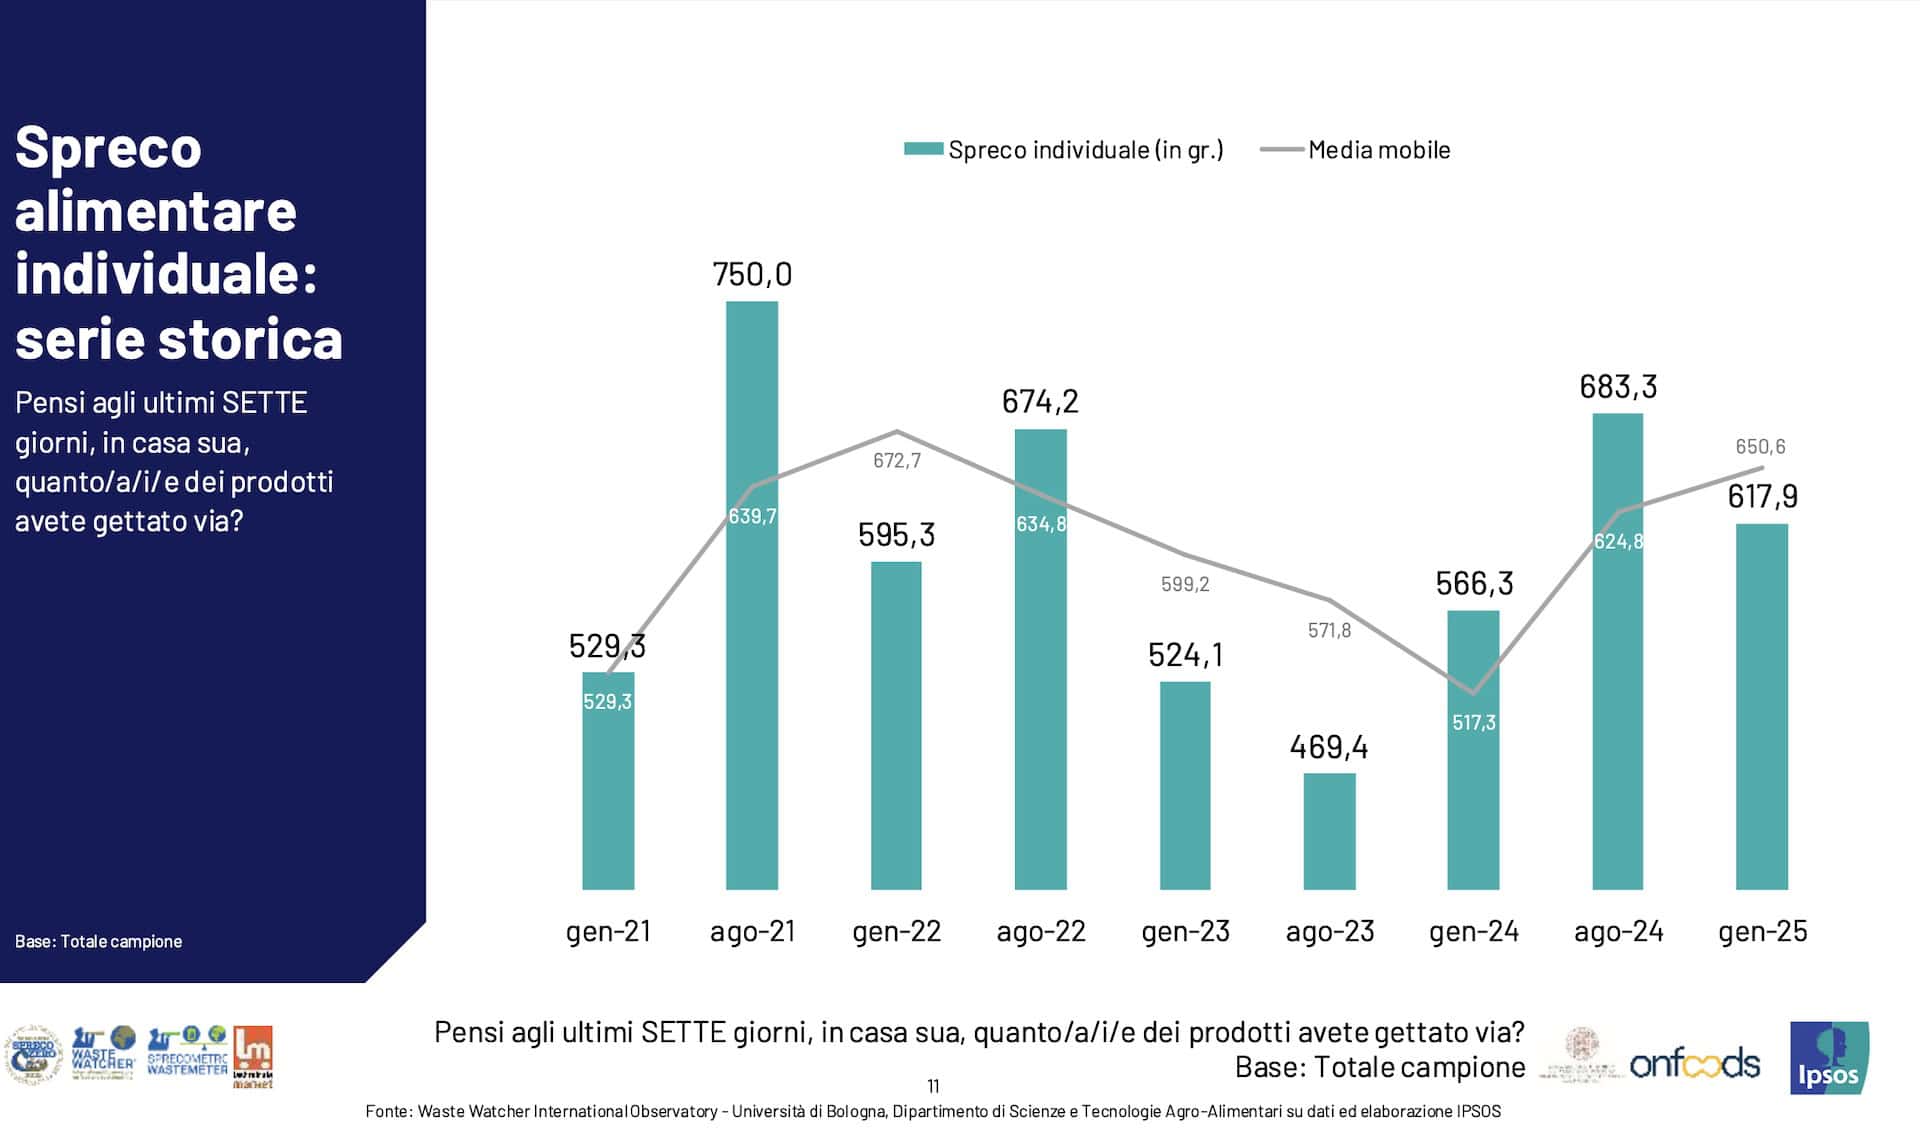 Spreco
alimentare
individuale:
serie storica
Pensi agli ultimi SETTE
giorni, in casa sua,
quanto/a/i/e dei prodotti
avete gettato via?
Base: Totale campione
Spreco individuale (in gr.)
Media mobile
750,0
683,3
674,2
650,6
672,7
617,9
639,7
634,8
595,3
624,8
599,2
566,3
571,8
529,3
524,1
529,3
517,3
469,4
gen-21 ago-21 gen-22 ago-22 gen-23 ago-23 gen-24 ago-24 gen-25
Pensi agli ultimi SETTE giorni, in casa sua, quanto/a/i/e dei prodotti avete gettato via?
Base: Totale campione
SPRECO
ZERO
WASTE
WATCHER
SPRECOMETRO
WASTEMETER
lm
market
onfoods
Ipsos
11
Fonte: Waste Watcher International Observatory - Università di Bologna, Dipartimento di Scienze e Tecnologie Agro-Alimentari su dati ed elaborazione IPSOS